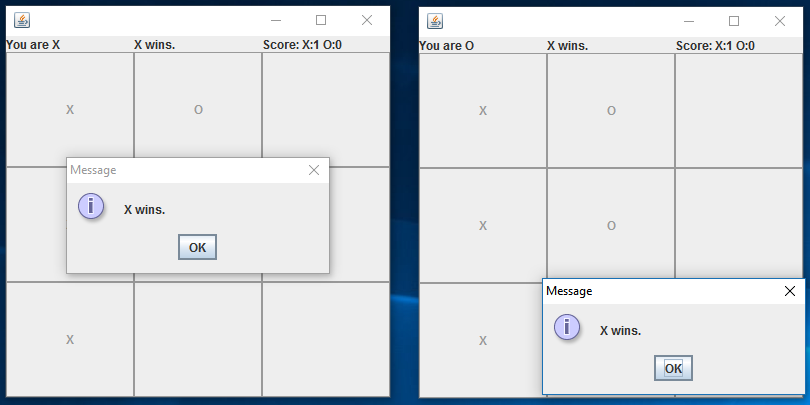 You are X X wins. Score: X:1 O:0
X O
Message
X wins.
OK
X
You are O X wins. Score: X:1 O:0
X O
X O
X
Message
X wins.
OK